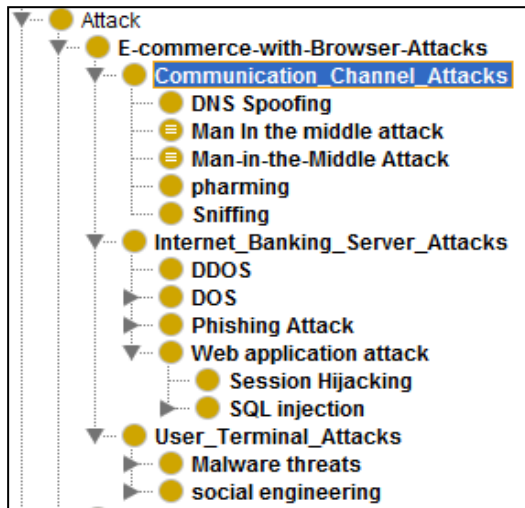 Attack
E-commerce-with-Browser-Attacks
Communication_Channel_Attacks
DNS Spoofing
Man In the middle attack
Man-in-the-Middle Attack
pharming
Sniffing
Internet_Banking_Server_Attacks
DDOS
DOS
Phishing Attack
Web application attack
Session Hijacking
SQL injection
User_Terminal_Attacks
Malware threats
social engineering